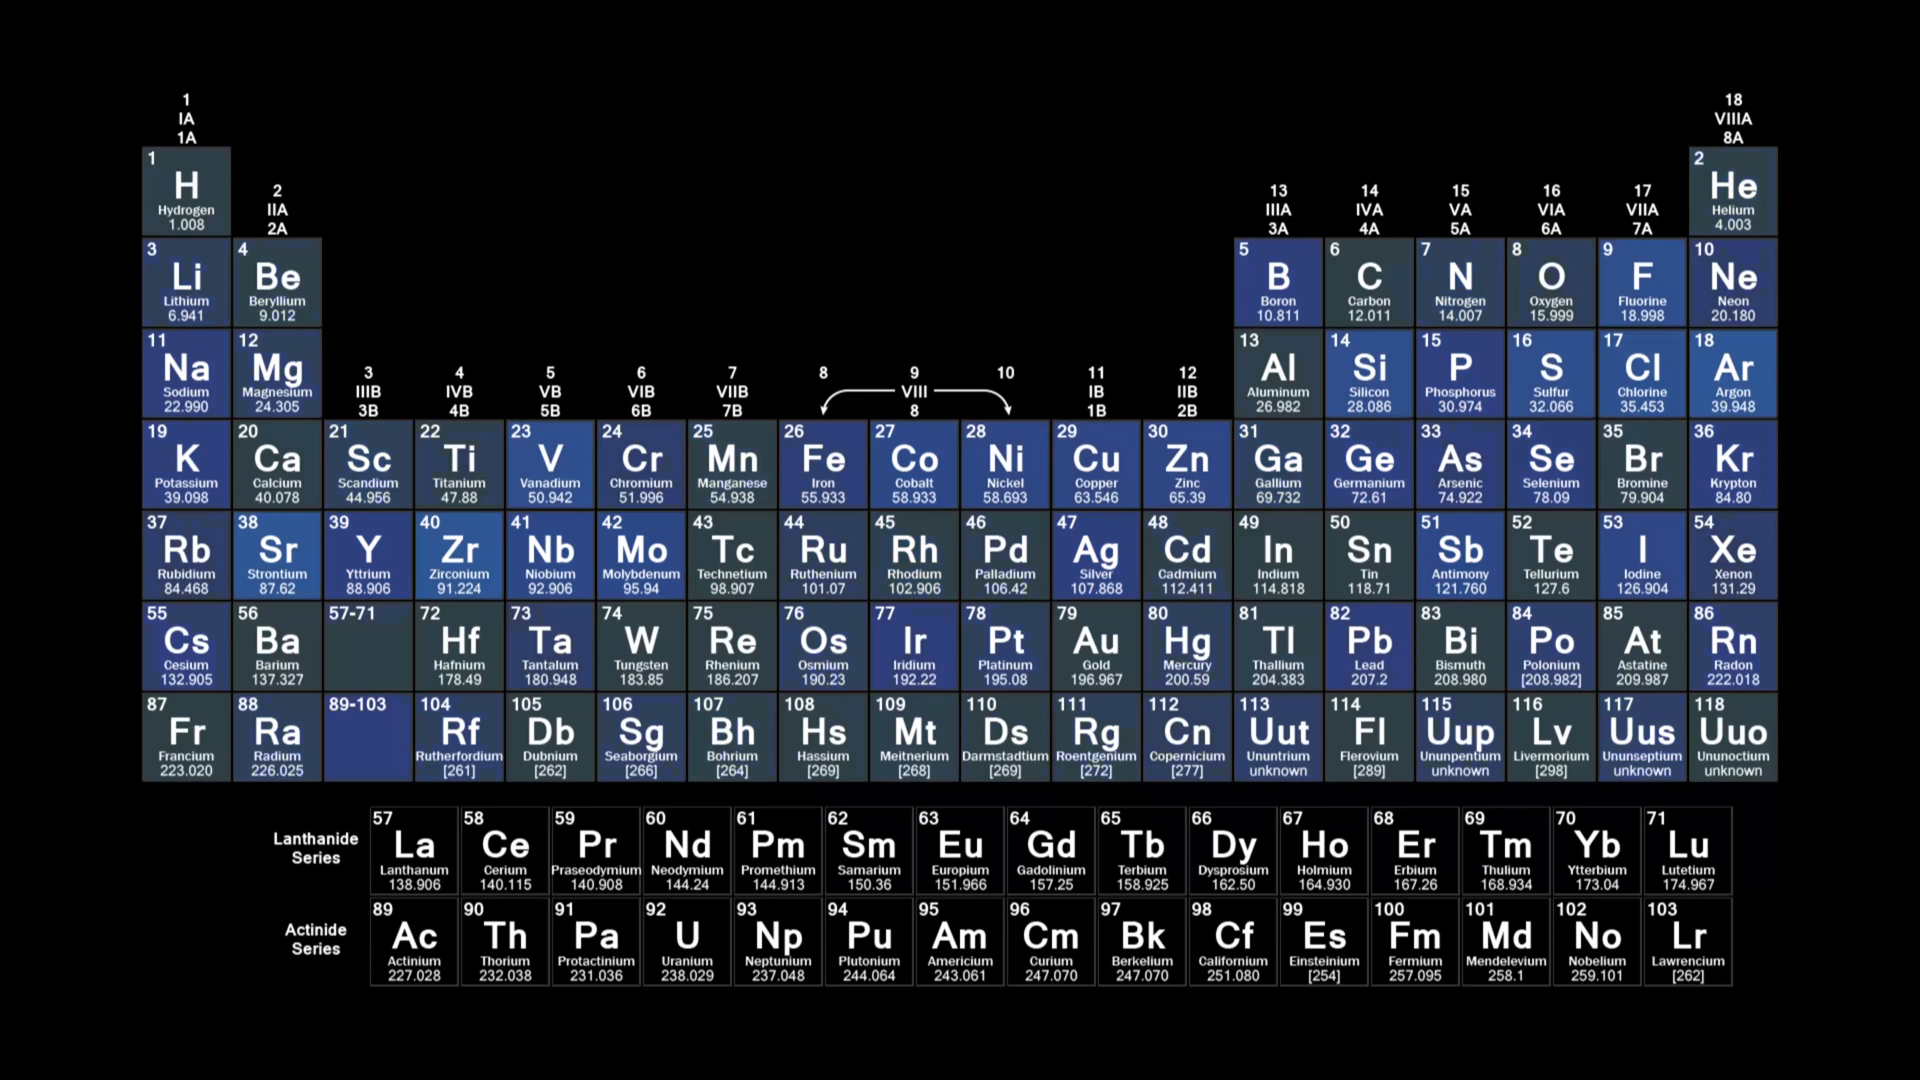 1
IA
1A
18
VIIIA
8A
1
H
Hydrogen
1.008
2
IIA
2A
13
IIIA
3A
14
IVA
4A
15
VA
5A
16
VIA
6A
17
VIIA
7A
2
He
Helium
4.003
3
Li
Lithium
6.941
4
Be
Beryllium
9.012
5
B
Boron
10.811
6
C
Carbon
12.011
7
N
Nitrogen
14.007
8
O
Oxygen
15.999
9
F
Fluorine
18.998
10
Ne
Neon
20.180
11
Na
Sodium
22.990
12
Mg
Magnesium
24.305
3
IIIB
3B
4
IVB
4B
5
VB
5B
6
VIB
6B
7
VIIB
7B
8
9
10
VIII
8
11
IB
1B
12
IIB
2B
13
Al
Aluminum
26.982
14
Si
Silicon
28.086
15
P
Phosphorus
30.974
16
S
Sulfur
32.066
17
Cl
Chlorine
35.453
18
Ar
Argon
39.948
19
K
Potassium
39.098
20
Ca
Calcium
40.078
21
Sc
Scandium
44.956
22
Ti
Titanium
47.88
23
V
Vanadium
50.942
24
Cr
Chromium
51.996
25
Mn
Manganese
54.938
26
Fe
Iron
55.933
27
Co
Cobalt
58.933
28
Ni
Nickel
58.693
29
Cu
Copper
63.546
30
Zn
Zinc
65.39
31
Ga
Gallium
69.732
32
Ge
Germanium
72.61
33
As
Arsenic
74.922
34
Se
Selenium
78.09
35
Br
Bromine
79.904
36
Kr
Krypton
84.80
37
Rb
Rubidium
84.468
38
Sr
Strontium
87.62
39
Y
Yttrium
88.906
40
Zr
Zirconium
91.224
41
Nb
Niobium
92.906
42
Mo
Molybdenum
95.94
43
Tc
Technetium
98.907
44
Ru
Ruthenium
101.07
45
Rh
Rhodium
102.906
46
Pd
Palladium
106.42
47
Ag
Silver
107.868
48
Cd
Cadmium
112.411
49
In
Indium
114.818
50
Sn
Tin
118.71
51
Sb
Antimony
121.760
52
Te
Tellurium
127.6
53
I
Iodine
126.904
54
Xe
Xenon
131.29
55
Cs
Cesium
132.905
56
Ba
Barium
137.327
57-71
72
Hf
Hafnium
178.49
73
Ta
Tantalum
180.948
74
W
Tungsten
183.85
75
Re
Rhenium
186.207
76
Os
Osmium
190.23
77
Ir
Iridium
192.22
78
Pt
Platinum
195.08
79
Au
Gold
196.967
80
Hg
Mercury
200.59
81
Tl
Thallium
204.383
82
Pb
Lead
207.2
83
Bi
Bismuth
208.980
84
Po
Polonium
[208.982]
85
At
Astatine
209.987
86
Rn
Radon
222.018
87
Fr
Francium
223.020
88
Ra
Radium
226.025
89-103
104
Rf
Rutherfordium
[261]
105
Db
Dubnium
[262]
106
Sg
Seaborgium
[266]
107
Bh
Bohrium
[264]
108
Hs
Hassium
[269]
109
Mt
Meitnerium
[268]
110
Ds
Darmstadtium
[269]
111
Rg
Roentgenium
[272]
112
Cn
Copernicium
[277]
113
Uut
Ununtrium
unknown
114
Fl
Flerovium
[289]
115
Uup
Ununpentium
unknown
116
Lv
Livermorium
[298]
117
Uus
Ununseptium
unknown
118
Uuo
Ununoctium
unknown
Lanthanide
Series
57
La
Lanthanum
138.906
58
Ce
Cerium
140.115
59
Pr
Praseodymium
140.908
60
Nd
Neodymium
144.24
61
Pm
Promethium
144.913
62
Sm
Samarium
150.36
63
Eu
Europium
151.966
64
Gd
Gadolinium
157.25
65
Tb
Terbium
158.925
66
Dy
Dysprosium
162.50
67
Ho
Holmium
164.930
68
Er
Erbium
167.26
69
Tm
Thulium
168.934
70
Yb
Ytterbium
173.04
71
Lu
Lutetium
174.967
Actinide
Series
89
Ac
Actinium
227.028
90
Th
Thorium
232.038
91
Pa
Protactinium
231.036
92
U
Uranium
238.029
93
Np
Neptunium
237.048
94
Pu
Plutonium
244.064
95
Am
Americium
243.061
96
Cm
Curium
247.070
97
Bk
Berkelium
247.070
98
Cf
Californium
251.080
99
Es
Einsteinium
[254]
100
Fm
Fermium
257.095
101
Md
Mendelevium
258.1
102
No
Nobelium
259.101
103
Lr
Lawrencium
[262]